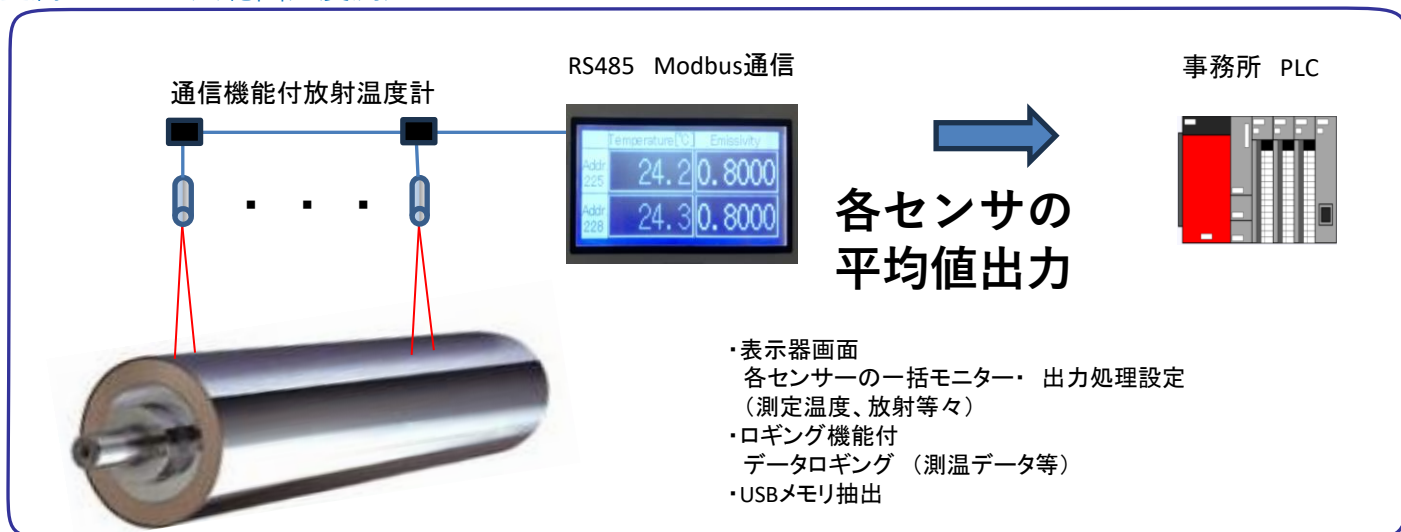 RS485 Modbus通信
事務所 PLC
通信機能付放射温度計
Temperature[℃] Emissivity
Addr 225 24.2 0.8000
Addr 228 24.3 0.8000
各センサの
平均値出力
・表示器画面
各センサーの一括モニター・ 出力処理設定
（測定温度、放射等々）
・ロギング機能付
データロギング （測温データ等）
・USBメモリ抽出